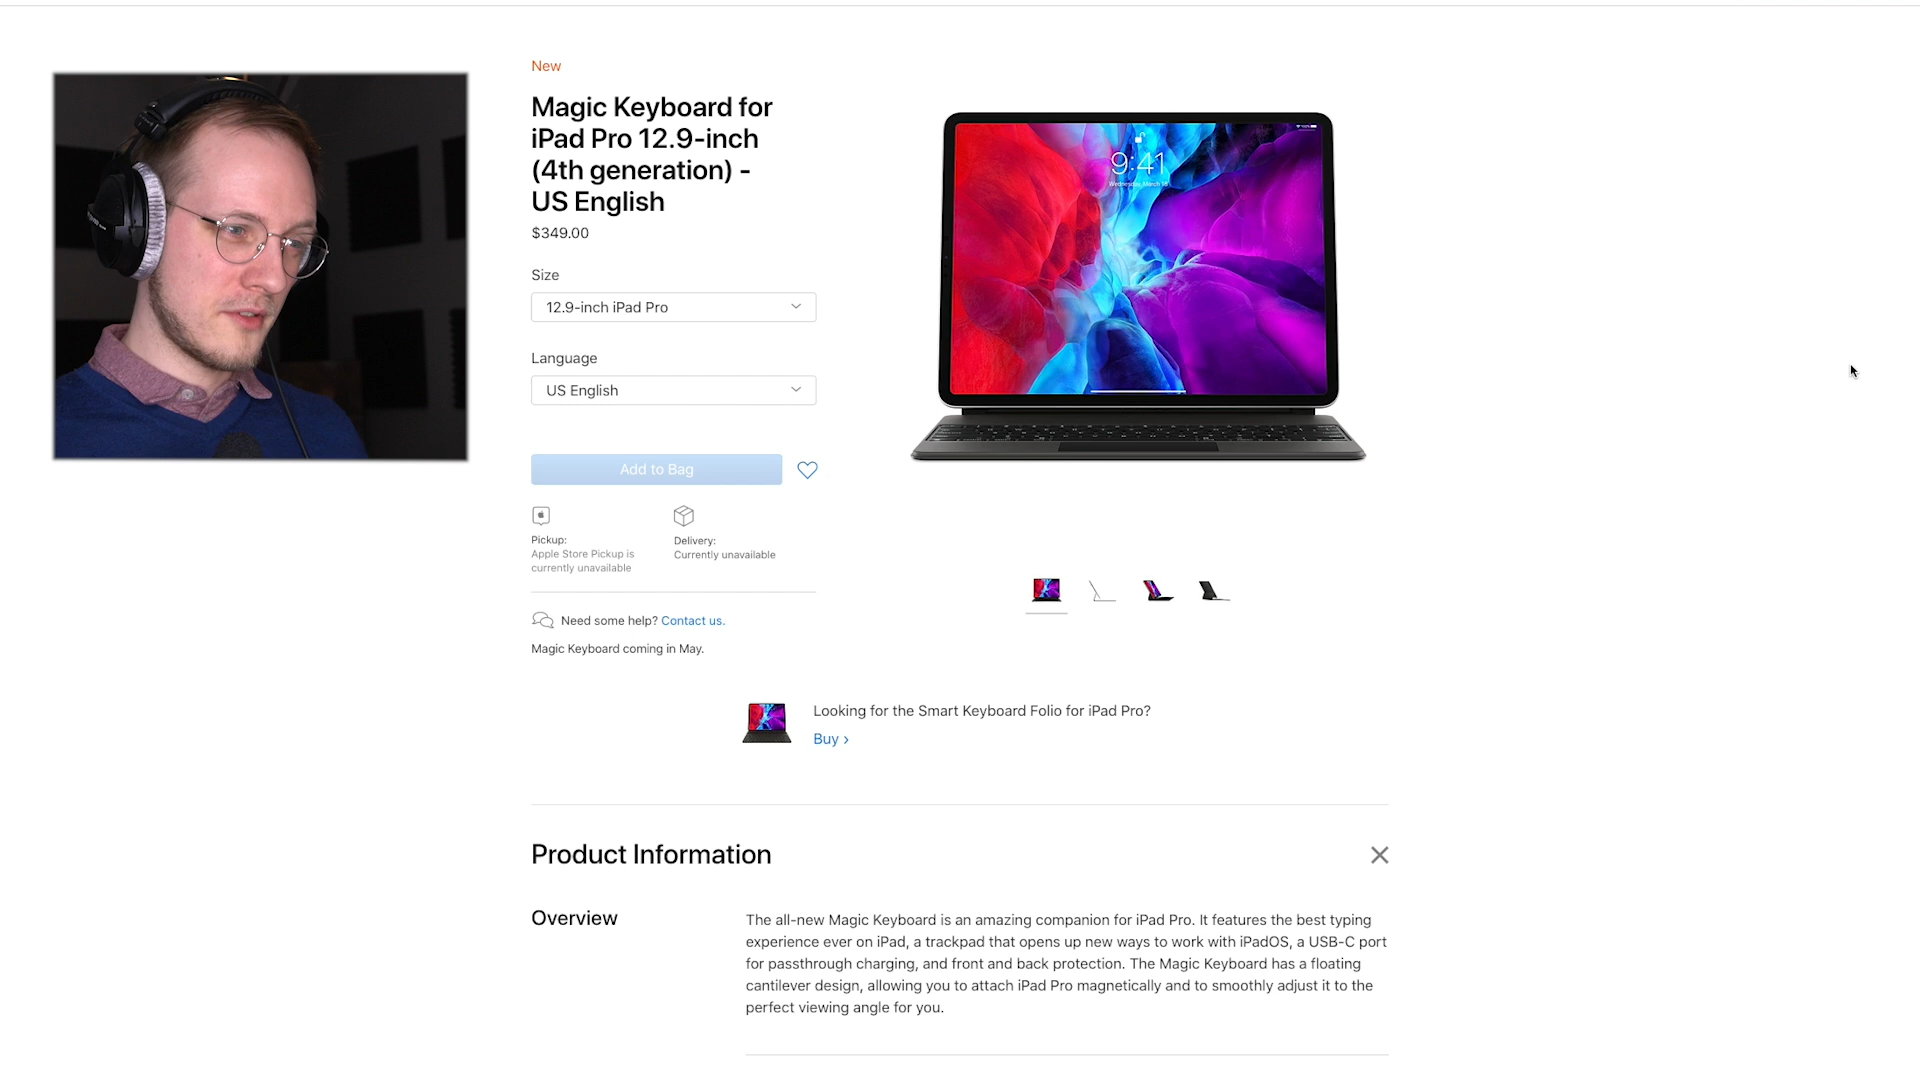 New
Magic Keyboard for
iPad Pro 12.9-inch
(4th generation) -
US English
$349.00
Size
12.9-inch iPad Pro
Language
US English
Add to Bag
Pickup:
Apple Store Pickup is
currently unavailable
Delivery:
Currently unavailable
Need some help? Contact us.
Magic Keyboard coming in May.
9:41
Looking for the Smart Keyboard Folio for iPad Pro?
Buy ›
Product Information
Overview
The all-new Magic Keyboard is an amazing companion for iPad Pro. It features the best typing
experience ever on iPad, a trackpad that opens up new ways to work with iPadOS, a USB-C port
for passthrough charging, and front and back protection. The Magic Keyboard has a floating
cantilever design, allowing you to attach iPad Pro magnetically and to smoothly adjust it to the
perfect viewing angle for you.